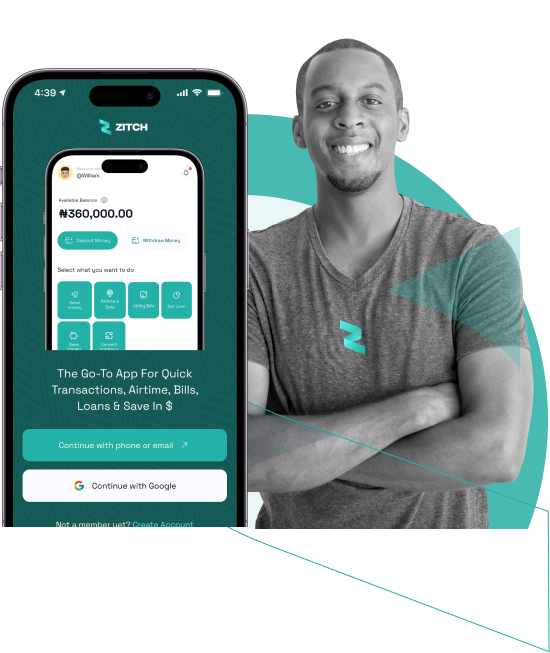 4:39
ZITCH
@William
Available Balance
₦360,000.00
Deposit Money
Withdraw Money
Select what you want to do
Send
money
Airtime &
Data
Utility Bills
Get Loan
Save
money
Convert
currency
The Go-To App For Quick
Transactions, Airtime, Bills,
Loans & Save In $
Continue with phone or email
Continue with Google
Not a member yet? Create Account